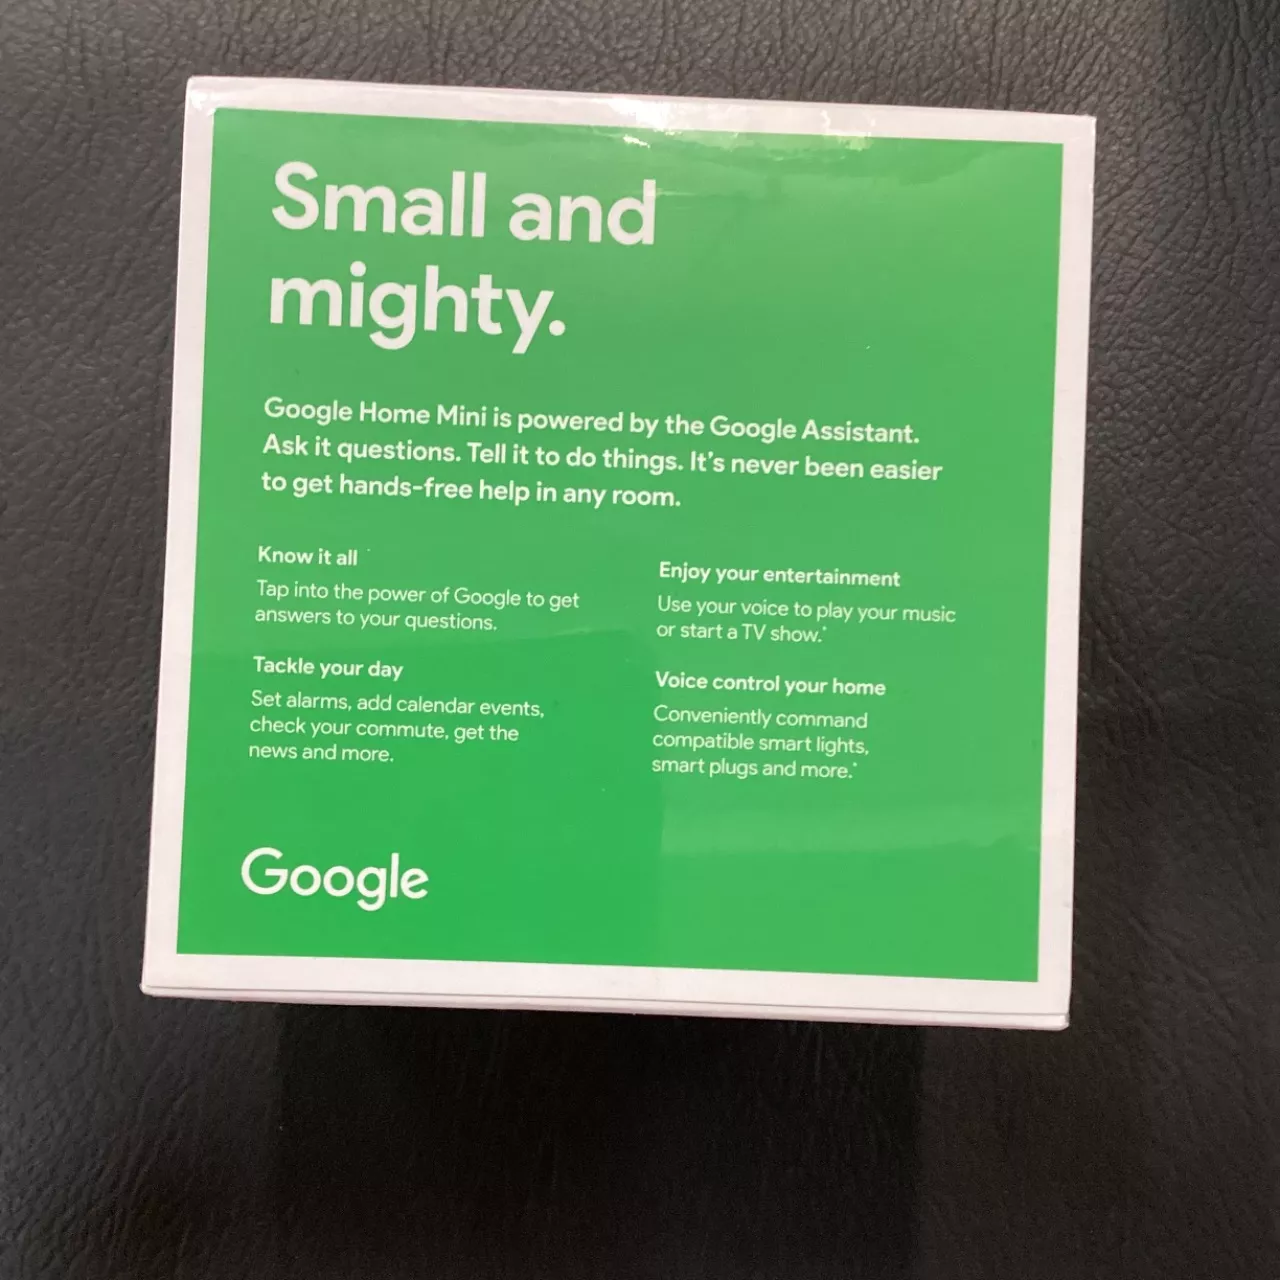 Small and
mighty.
Google Home Mini is powered by the Google Assistant.
Ask it questions. Tell it to do things. It's never been easier
to get hands-free help in any room.
Know it all
Tap into the power of Google to get
answers to your questions.
Tackle your day
Set alarms, add calendar events,
check your commute, get the
news and more.
Enjoy your entertainment
Use your voice to play your music
or start a TV show.*
Voice control your home
Conveniently command
compatible smart lights,
smart plugs and more.*
Google